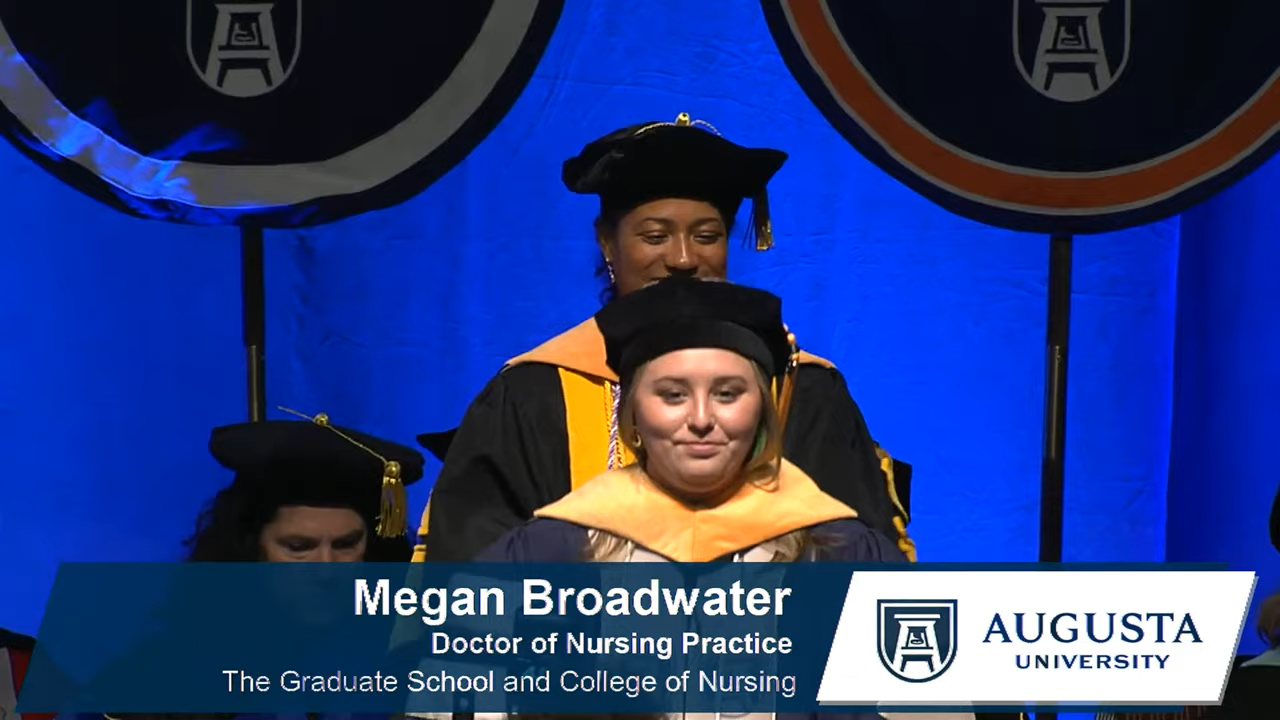 Megan Broadwater
Doctor of Nursing Practice
The Graduate School and College of Nursing
AUGUSTA
UNIVERSITY